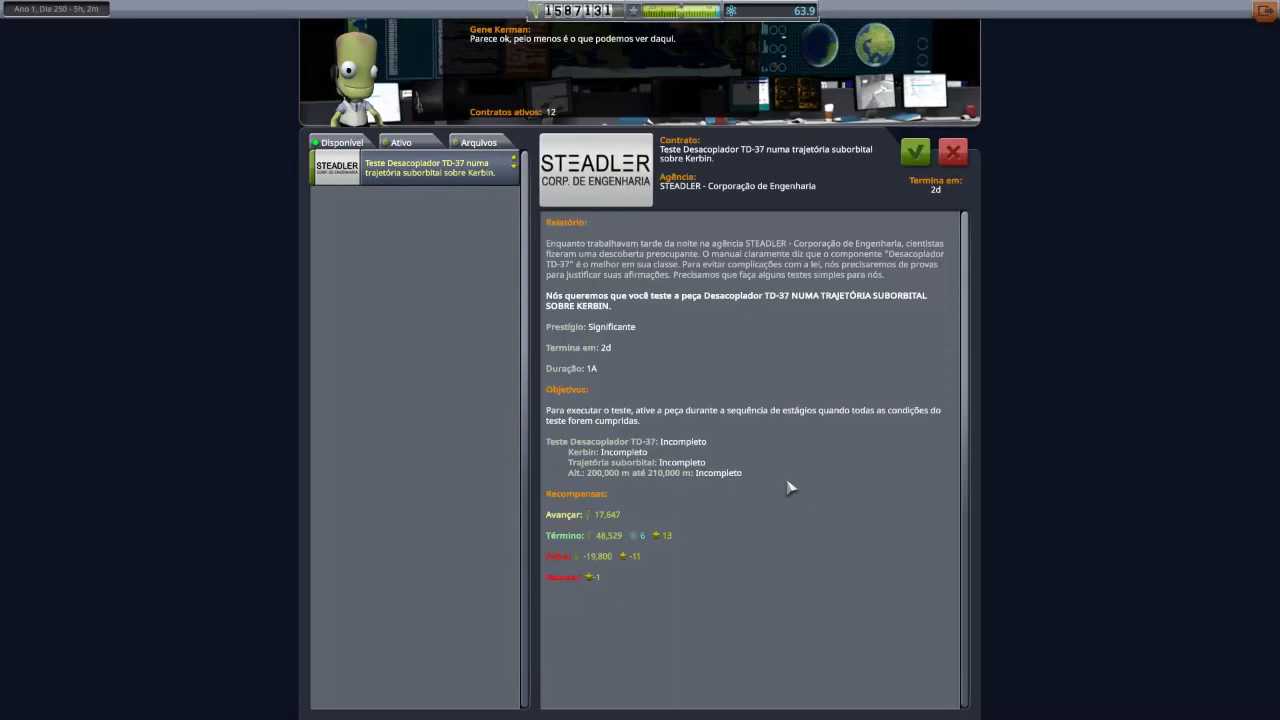 Ano 1, Dia 250 - 5h, 2m
1587131
63.9
Gene Kerman:
Parece ok, pelo menos é o que podemos ver daqui.
Contratos ativos: 12
Disponível
Ativo
Arquivos
STEADLER
CORP. DE ENGENHARIA
Teste Desacoplador TD-37 numa
trajetória suborbital sobre Kerbin.
STEADLER
CORP. DE ENGENHARIA
Contrato:
Teste Desacoplador TD-37 numa trajetória suborbital
sobre Kerbin.
Agência:
STEADLER - Corporação de Engenharia
Termina em:
2d
Relatório:
Enquanto trabalhavam tarde da noite na agência STEADLER - Corporação de Engenharia, cientistas
fizeram uma descoberta preocupante. O manual claramente diz que o componente "Desacoplador
TD-37" é o melhor em sua classe. Para evitar complicações com a lei, nós precisaremos de provas
para justificar suas afirmações. Precisamos que faça alguns testes simples para nós.
Nós queremos que você teste a peça Desacoplador TD-37 NUMA TRAJETÓRIA SUBORBITAL
SOBRE KERBIN.
Prestígio: Significante
Termina em: 2d
Duração: 1A
Objetivos:
Para executar o teste, ative a peça durante a sequência de estágios quando todas as condições do
teste forem cumpridas.
Teste Desacoplador TD-37: Incompleto
Kerbin: Incompleto
Trajetória suborbital: Incompleto
Alt.: 200,000 m até 210,000 m: Incompleto
Recompensas:
Avançar: 17,647
Término: 48,529 6 13
-19,800 -11
-1